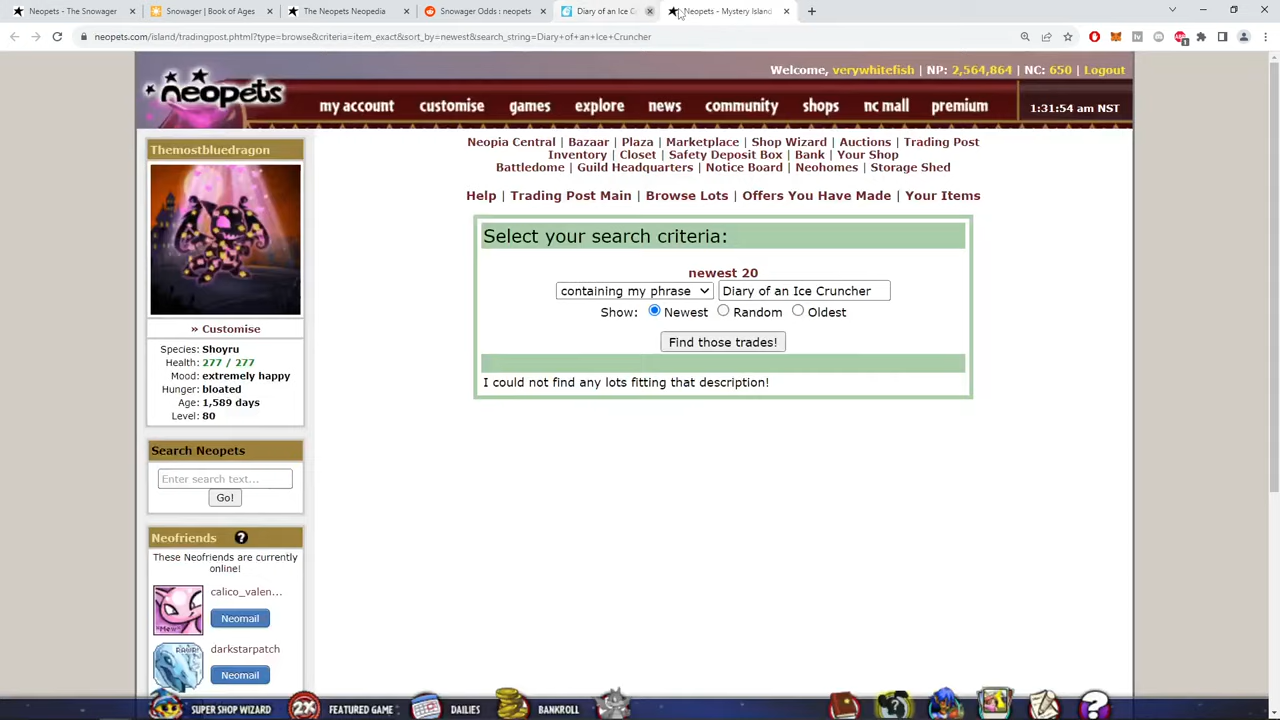 Neopets - The Snowager
Snowager | Book of Ages
The Neopets Neopedia
Snowager Odds : neopets
Diary of an Ice C
Neopets - Mystery Island
neopets.com/island/tradingpost.phtml?type=browse&criteria=item_exact&sort_by=newest&search_string=Diary+of+an+Ice+Cruncher
neopets
Welcome, verywhitefish | NP: 2,564,864 | NC: 650 | Logout
my account customise games explore news community shops nc mall premium
1:31:54 am NST
Themostbluedragon
» Customise
Species: Shoyru
Health: 277 / 277
Mood: extremely happy
Hunger: bloated
Age: 1,589 days
Level: 80
Search Neopets
Enter search text...
Go!
Neofriends ?
These Neofriends are currently
online!
calico_valen...
Neomail
darkstarpatch
Neomail
Neopia Central | Bazaar | Plaza | Marketplace | Shop Wizard | Auctions | Trading Post
Inventory | Closet | Safety Deposit Box | Bank | Your Shop
Battledome | Guild Headquarters | Notice Board | Neohomes | Storage Shed
Help | Trading Post Main | Browse Lots | Offers You Have Made | Your Items
Select your search criteria:
newest 20
containing my phrase Diary of an Ice Cruncher
Show: Newest Random Oldest
Find those trades!
I could not find any lots fitting that description!
SUPER SHOP WIZARD 2X FEATURED GAME DAILIES BANKROLL